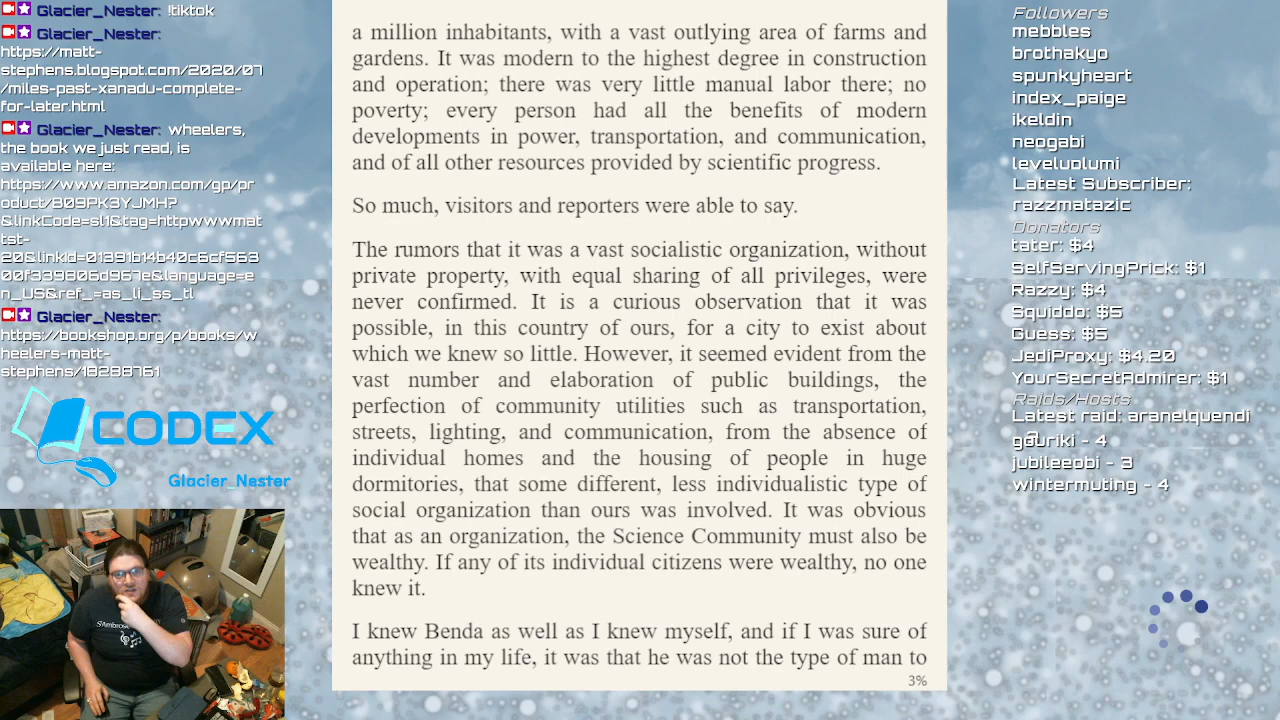 Glacier_Nester: !tiktok
Glacier_Nester:
https://matt-
stephens.blogspot.com/2020/07
/miles-past-xanadu-complete-
for-later.html
Glacier_Nester: wheelers,
the book we just read, is
available here:
https://www.amazon.com/gp/pr
oduct/B09PK3YJMH?
&linkCode=sl1&tag=httpwwwmat
tst-
20&linkId=01391b14b40c6cf563
00f339306d967e&language=e
n_US&ref_=as_li_ss_tl
Glacier_Nester:
https://bookshop.org/p/books/w
heelers-matt-
stephens/18288761
CODEX
Glacier_Nester
a million inhabitants, with a vast outlying area of farms and
gardens. It was modern to the highest degree in construction
and operation; there was very little manual labor there; no
poverty; every person had all the benefits of modern
developments in power, transportation, and communication,
and of all other resources provided by scientific progress.
So much, visitors and reporters were able to say.
The rumors that it was a vast socialistic organization, without
private property, with equal sharing of all privileges, were
never confirmed. It is a curious observation that it was
possible, in this country of ours, for a city to exist about
which we knew so little. However, it seemed evident from the
vast number and elaboration of public buildings, the
perfection of community utilities such as transportation,
streets, lighting, and communication, from the absence of
individual homes and the housing of people in huge
dormitories, that some different, less individualistic type of
social organization than ours was involved. It was obvious
that as an organization, the Science Community must also be
wealthy. If any of its individual citizens were wealthy, no one
knew it.
I knew Benda as well as I knew myself, and if I was sure of
anything in my life, it was that he was not the type of man to
3%
Followers
mebbles
brothakyo
spunkyheart
index_paige
ikeldin
neogabi
leveluplumi
Latest Subscriber:
razzmatazic
Donators
tater: $4
SelfServingPrick: $1
Razzy: $4
Squiddo: $5
Guess: $5
JediProxy: $4.20
YourSecretAdmirer: $1
Raids/Hosts
Latest raid: aranelquendi
gouriki - 4
jubileeobi - 3
wintermuting - 4